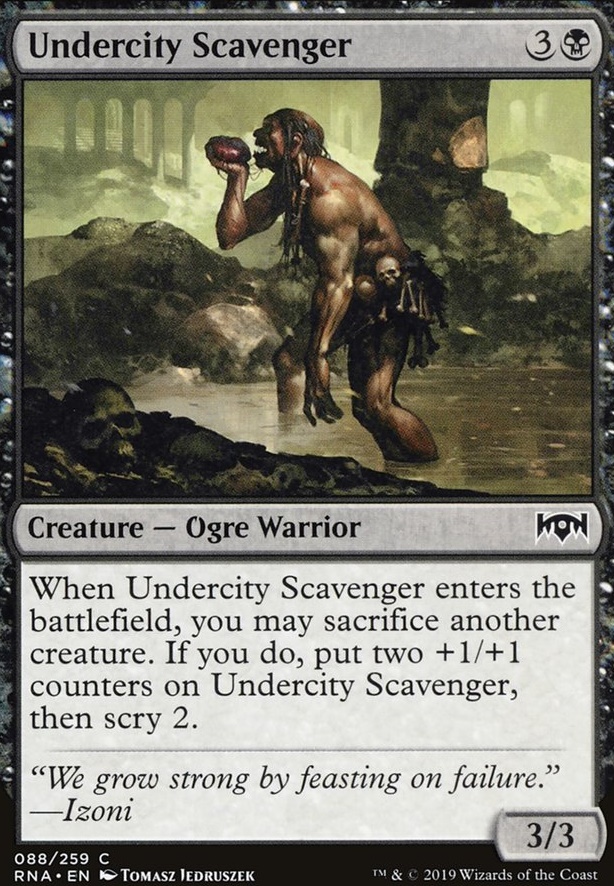 Undercity Scavenger 3
Creature — Ogre Warrior
When Undercity Scavenger enters the
battlefield, you may sacrifice another
creature. If you do, put two +1/+1
counters on Undercity Scavenger,
then scry 2.
“We grow strong by feasting on failure.”
—Izoni
3/3
088/259 C
RNA • EN Tomasz Jedruszek
™ & © 2019 Wizards of the Coast